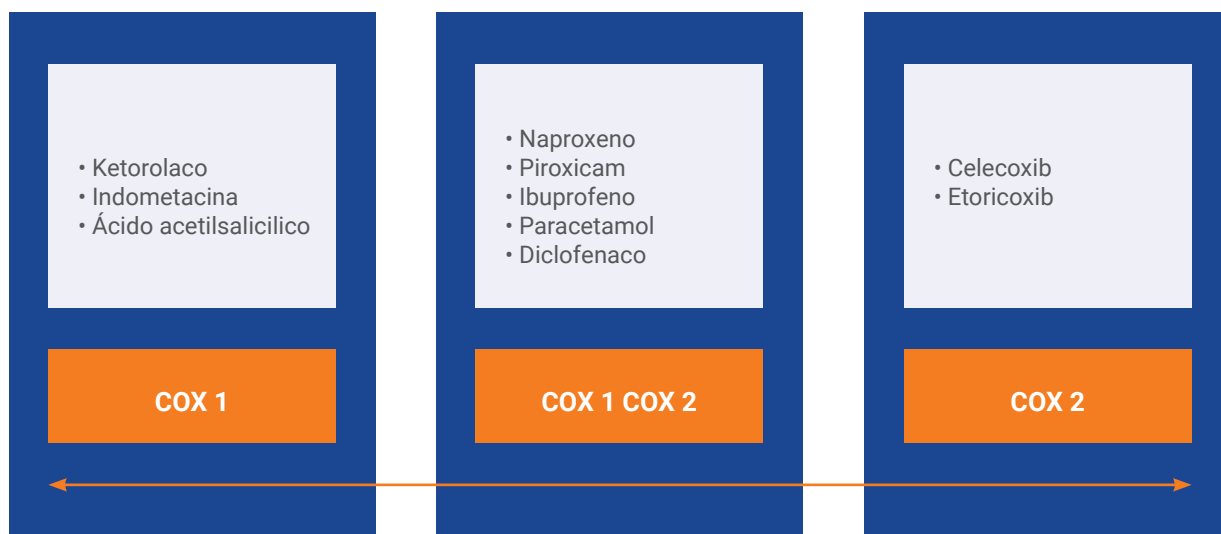 • Ketorolaco
• Indometacina
• Ácido acetilsalicilico
COX 1
• Naproxeno
• Piroxicam
• Ibuprofeno
• Paracetamol
• Diclofenaco
COX 1 COX 2
• Celecoxib
• Etoricoxib
COX 2